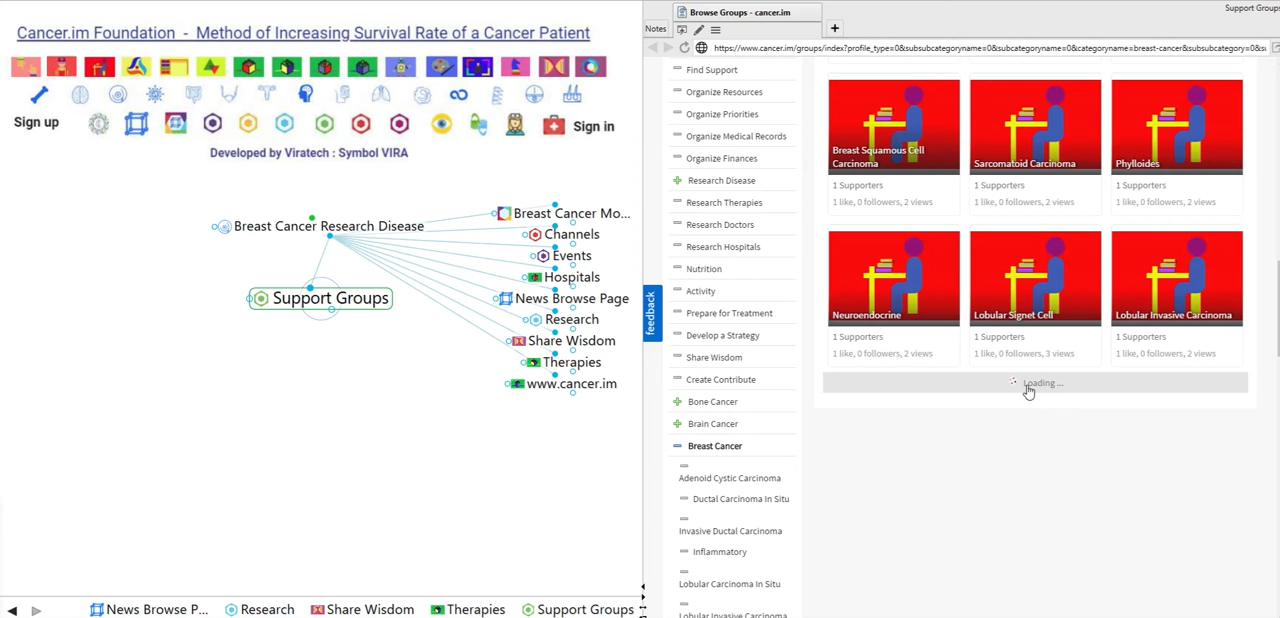 Cancer.im Foundation - Method of Increasing Survival Rate of a Cancer Patient
Sign up
Sign in
Developed by Viratech : Symbol VIRA
Breast Cancer Research Disease
Support Groups
Breast Cancer Mo...
Channels
Events
Hospitals
News Browse Page
Research
Share Wisdom
Therapies
www.cancer.im
News Browse P...
Research
Share Wisdom
Therapies
Support Groups
Browse Groups - cancer.im
Support Groups
Notes
https://www.cancer.im/groups/index?profile_type=0&subsubcategoryname=0&subcategoryname=0&categoryname=breast-cancer&subsubcategory=0&su
feedback
Find Support
Organize Resources
Organize Priorities
Organize Medical Records
Organize Finances
Research Disease
Research Therapies
Research Doctors
Research Hospitals
Nutrition
Activity
Prepare for Treatment
Develop a Strategy
Share Wisdom
Create Contribute
Bone Cancer
Brain Cancer
Breast Cancer
Adenoid Cystic Carcinoma
Ductal Carcinoma In Situ
Invasive Ductal Carcinoma
Inflammatory
Lobular Carcinoma In Situ
Lobular Invasive Carcinoma
Breast Squamous Cell
Carcinoma
1 Supporters
1 like, 0 followers, 2 views
Sarcomatoid Carcinoma
1 Supporters
1 like, 0 followers, 2 views
Phylloides
1 Supporters
1 like, 0 followers, 2 views
Neuroendocrine
1 Supporters
1 like, 0 followers, 2 views
Lobular Signet Cell
1 Supporters
1 like, 0 followers, 3 views
Lobular Invasive Carcinoma
1 Supporters
1 like, 0 followers, 2 views
Loading ...